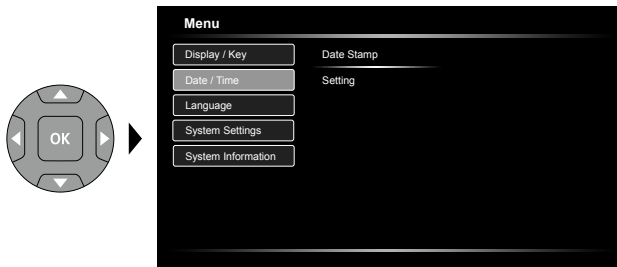 Menu
Display / Key
Date Stamp
Date / Time
Setting
Language
OK
System Settings
System Information